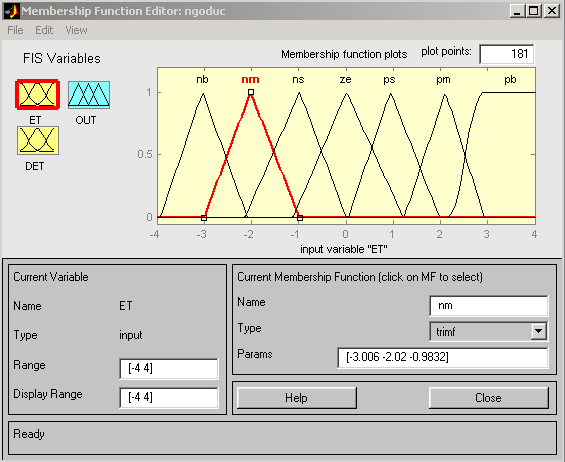 Membership Function Editor: ngoduc
File Edit View
FIS Variables
Membership function plots plot points: 181
ET OUT
DET
nb nm ns ze ps pm pb
1
0.5
0
-4 -3 -2 -1 0 1 2 3 4
input variable "ET"
Current Variable
Name ET
Type input
Range [-4 4]
Display Range [-4 4]
Current Membership Function (click on MF to select)
Name nm
Type trimf
Params [-3.006 -2.02 -0.9832]
Help Close
Ready